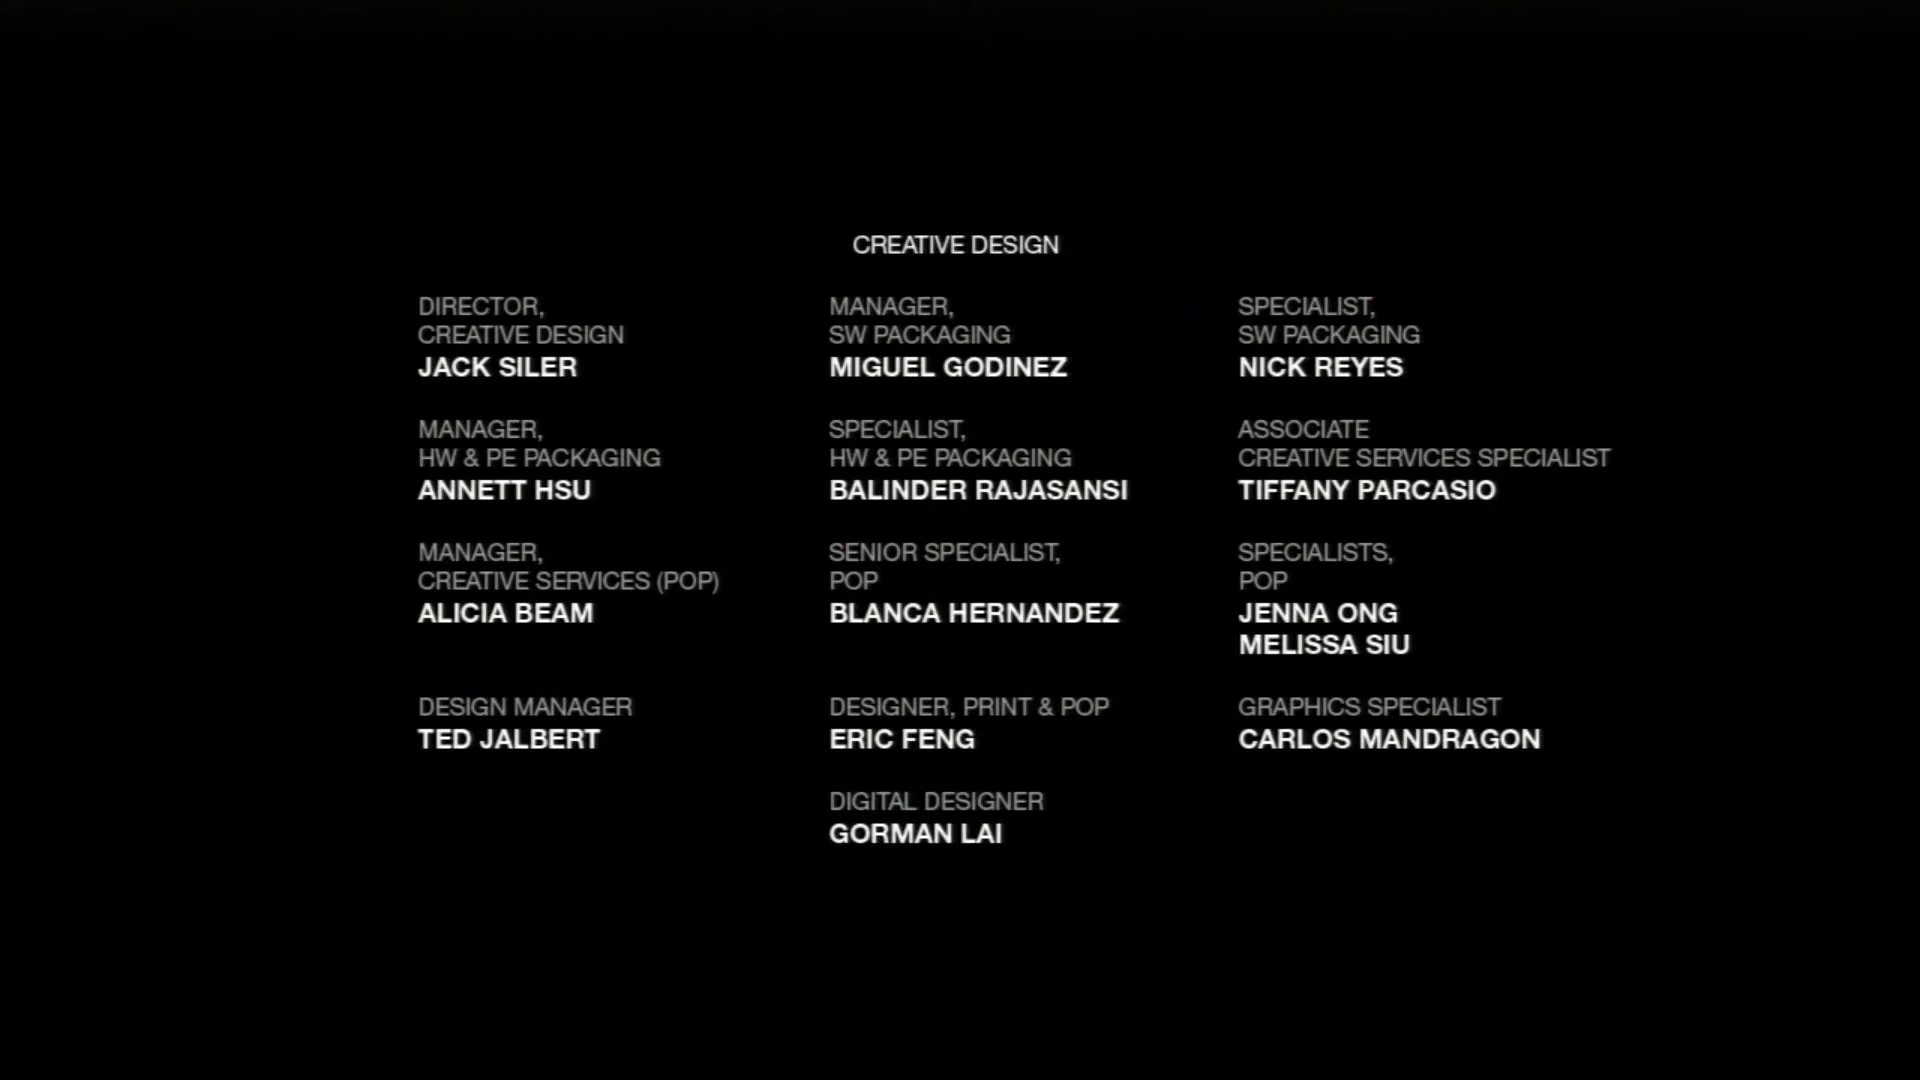 CREATIVE DESIGN
DIRECTOR,
CREATIVE DESIGN
JACK SILER
MANAGER,
SW PACKAGING
MIGUEL GODINEZ
SPECIALIST,
SW PACKAGING
NICK REYES
MANAGER,
HW & PE PACKAGING
ANNETT HSU
SPECIALIST,
HW & PE PACKAGING
BALINDER RAJASANSI
ASSOCIATE
CREATIVE SERVICES SPECIALIST
TIFFANY PARCASIO
MANAGER,
CREATIVE SERVICES (POP)
ALICIA BEAM
SENIOR SPECIALIST,
POP
BLANCA HERNANDEZ
SPECIALISTS,
POP
JENNA ONG
MELISSA SIU
DESIGN MANAGER
TED JALBERT
DESIGNER, PRINT & POP
ERIC FENG
GRAPHICS SPECIALIST
CARLOS MANDRAGON
DIGITAL DESIGNER
GORMAN LAI